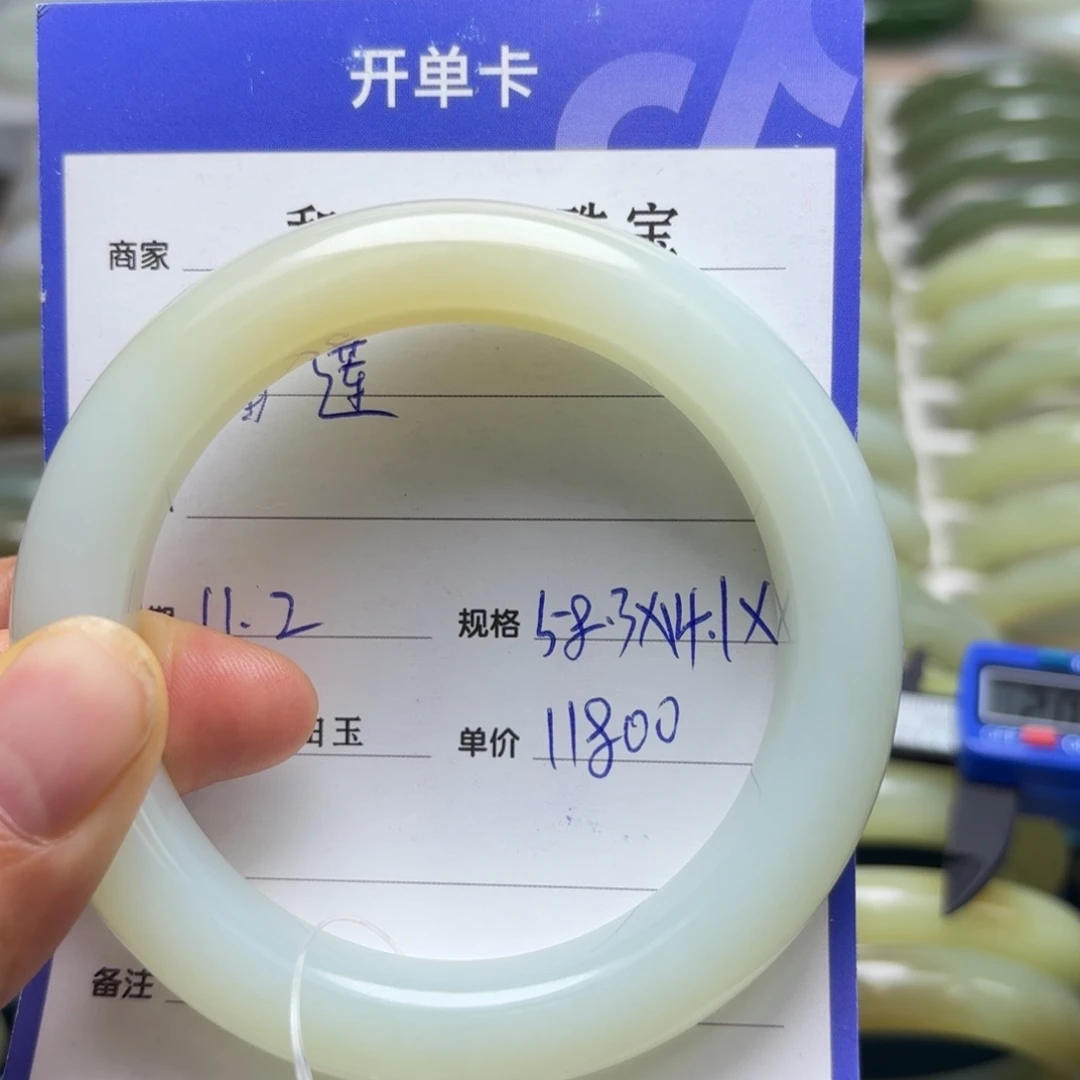 开单卡
商家 宝
莲
11.2 规格 58.3X14.1X
田玉 单价 11800
备注